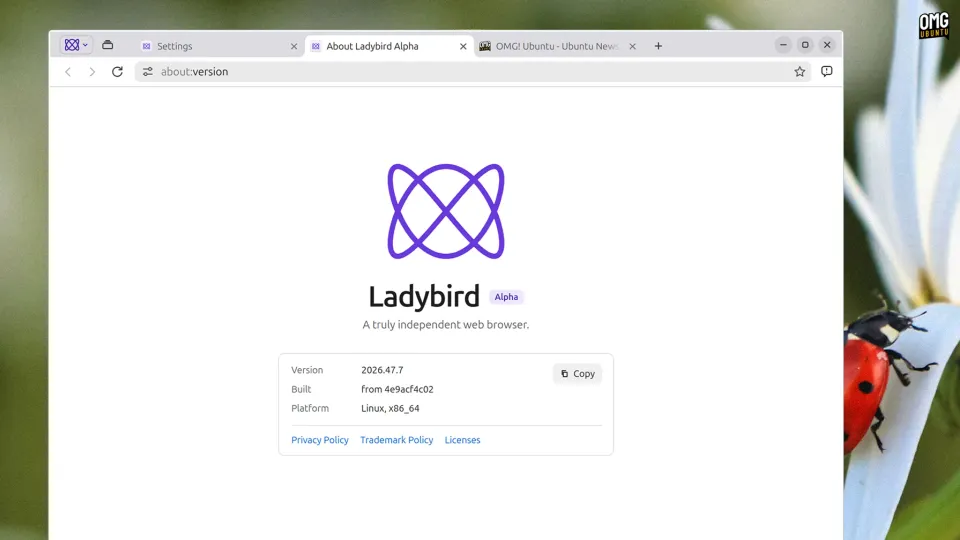 OMG
UBUNTU
Settings
About Ladybird Alpha
OMG! Ubuntu - Ubuntu News
about:version
Ladybird Alpha
A truly independent web browser.
Version 2026.47.7
Copy
Built from 4e9acf4c02
Platform Linux, x86_64
Privacy Policy Trademark Policy Licenses